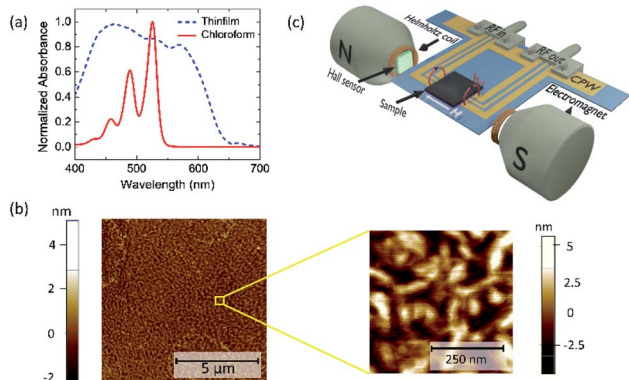 (a)
Thinfilm
Chloroform
Normalized Absorbance
1.0
0.8
0.6
0.4
0.2
0.0
400
500
600
700
Wavelength (nm)
(c)
N
Helmholtz coil
RF in
RF out
CPW
Hall sensor
Sample
H
Electromagnet
S
(b)
nm
4
2
0
-2
5 µm
250 nm
nm
5
0
-2.5